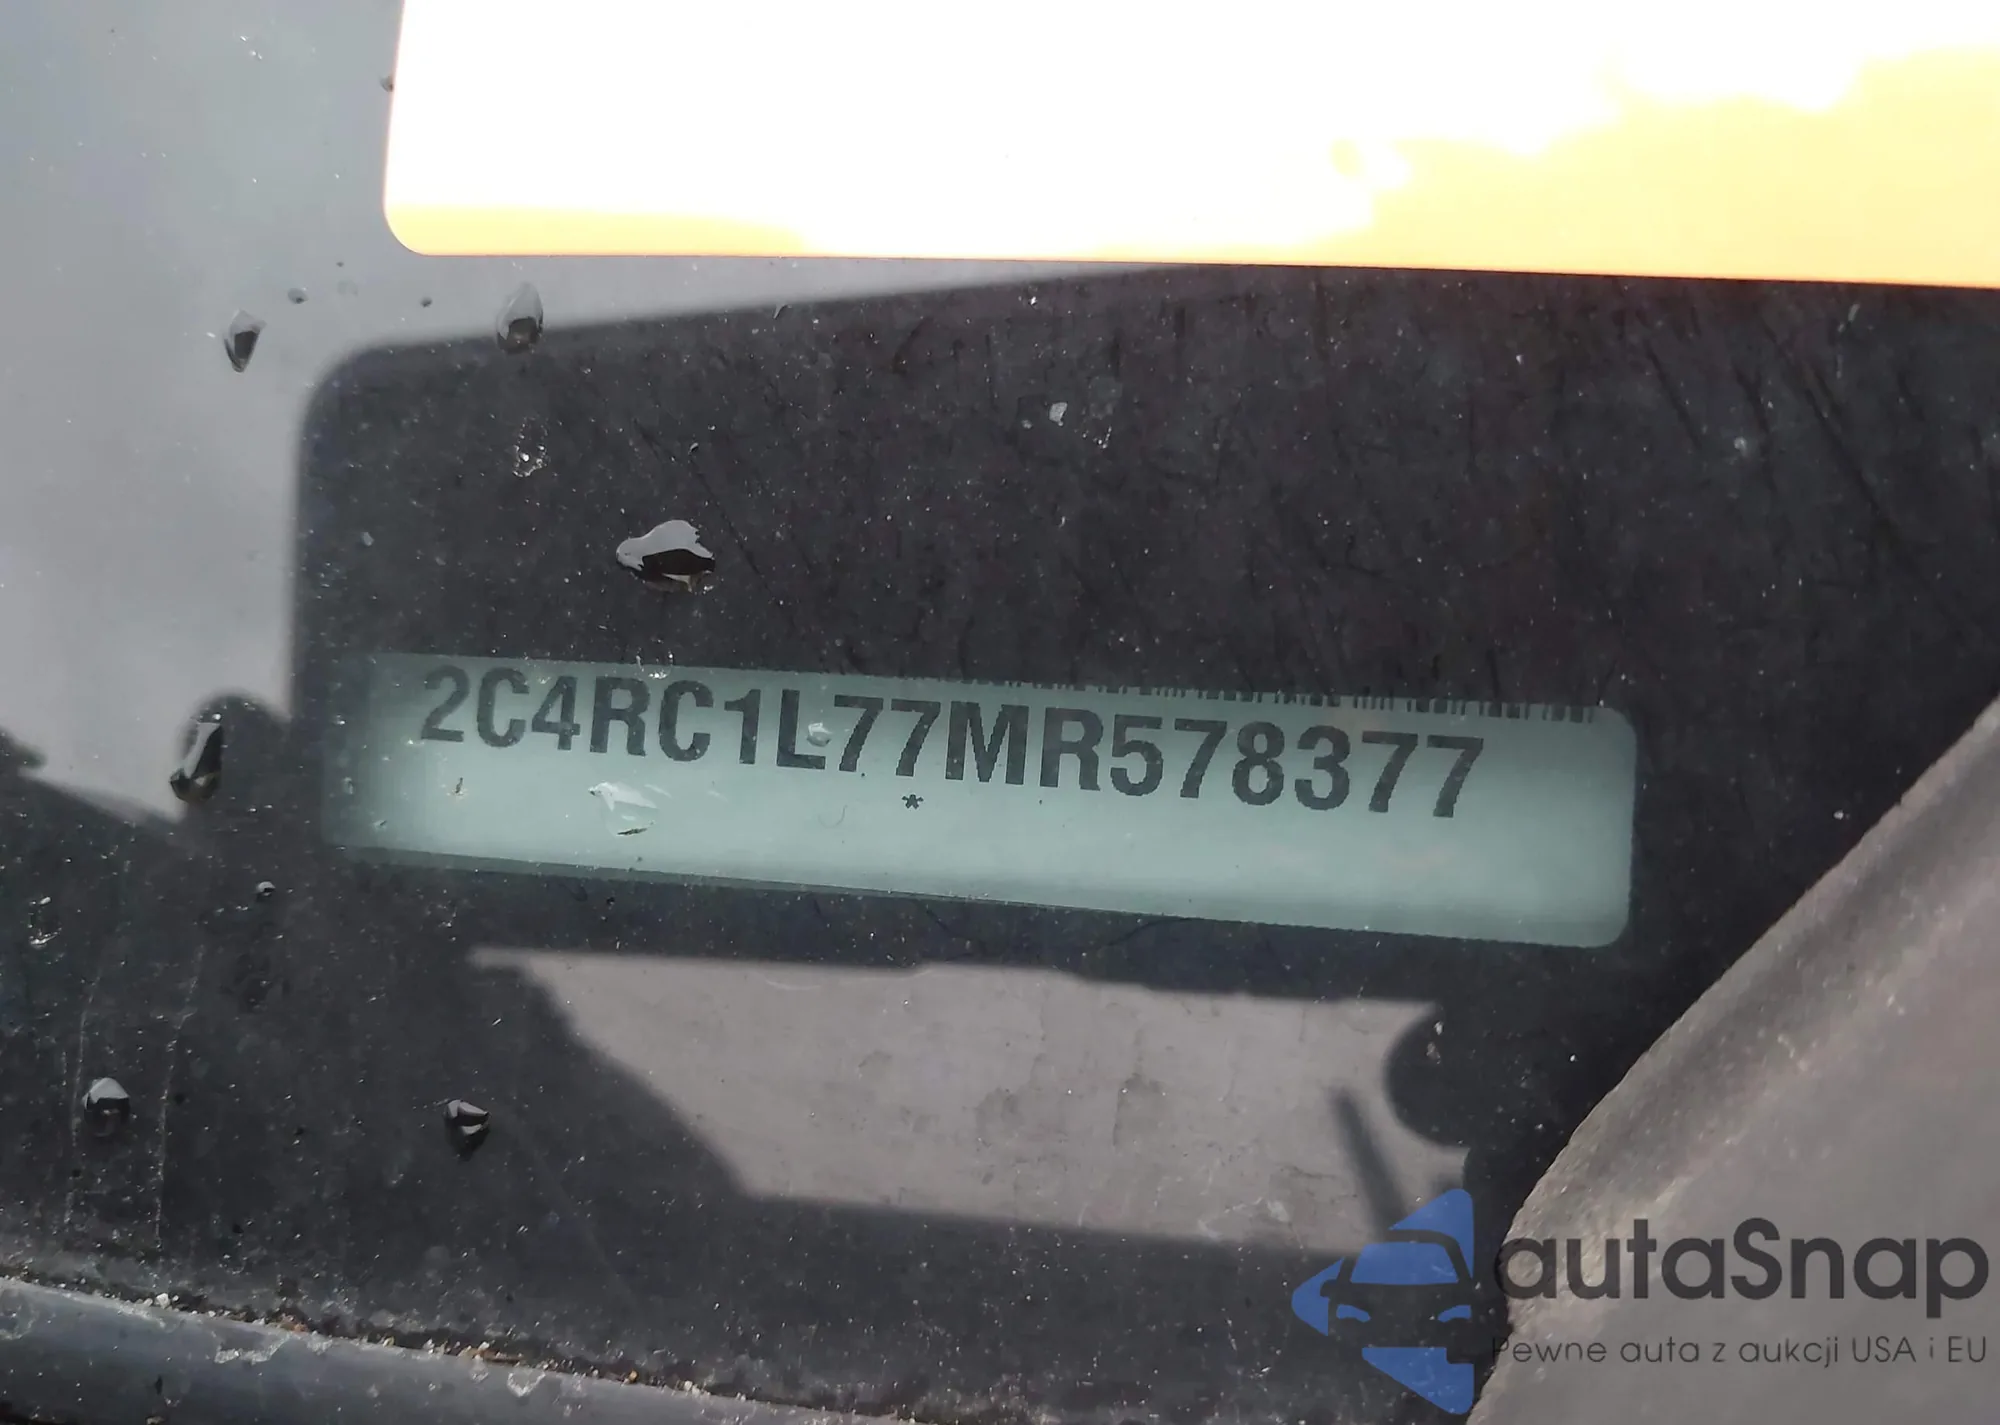 2C4RC1L77MR578377
*
autaSnap
Pewne auta z aukcji USA i EU